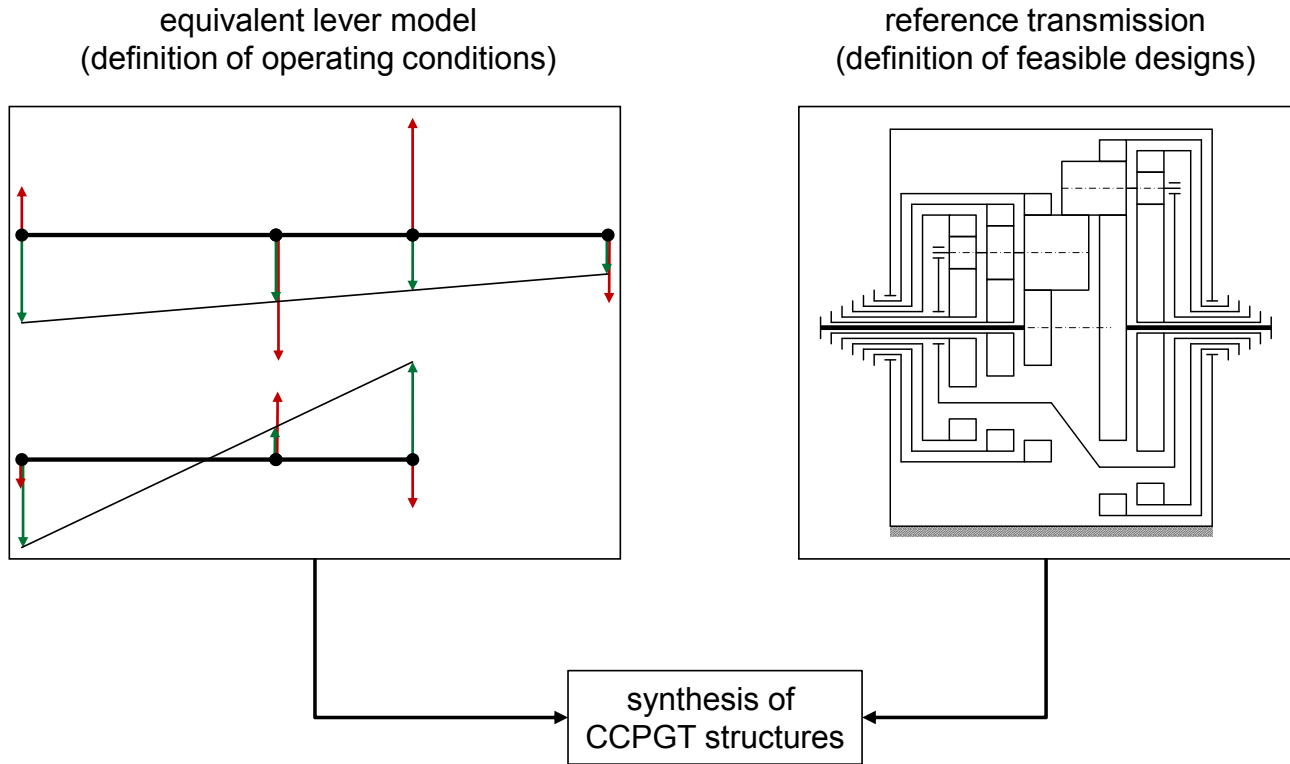 equivalent lever model
(definition of operating conditions)
reference transmission
(definition of feasible designs)
synthesis of
CCPGT structures